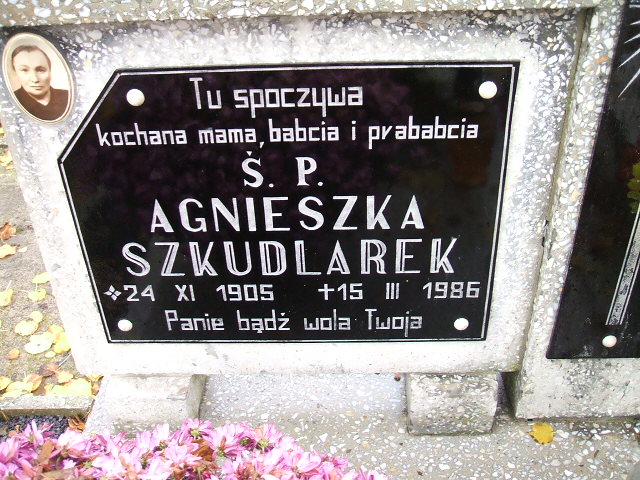 Tu spoczywa
kochana mama, babcia i prababcia
Ś. P.
AGNIESZKA
SZKUDLAREK
24 XI 1905 +15 III 1986
Panie bądź wola Twoja